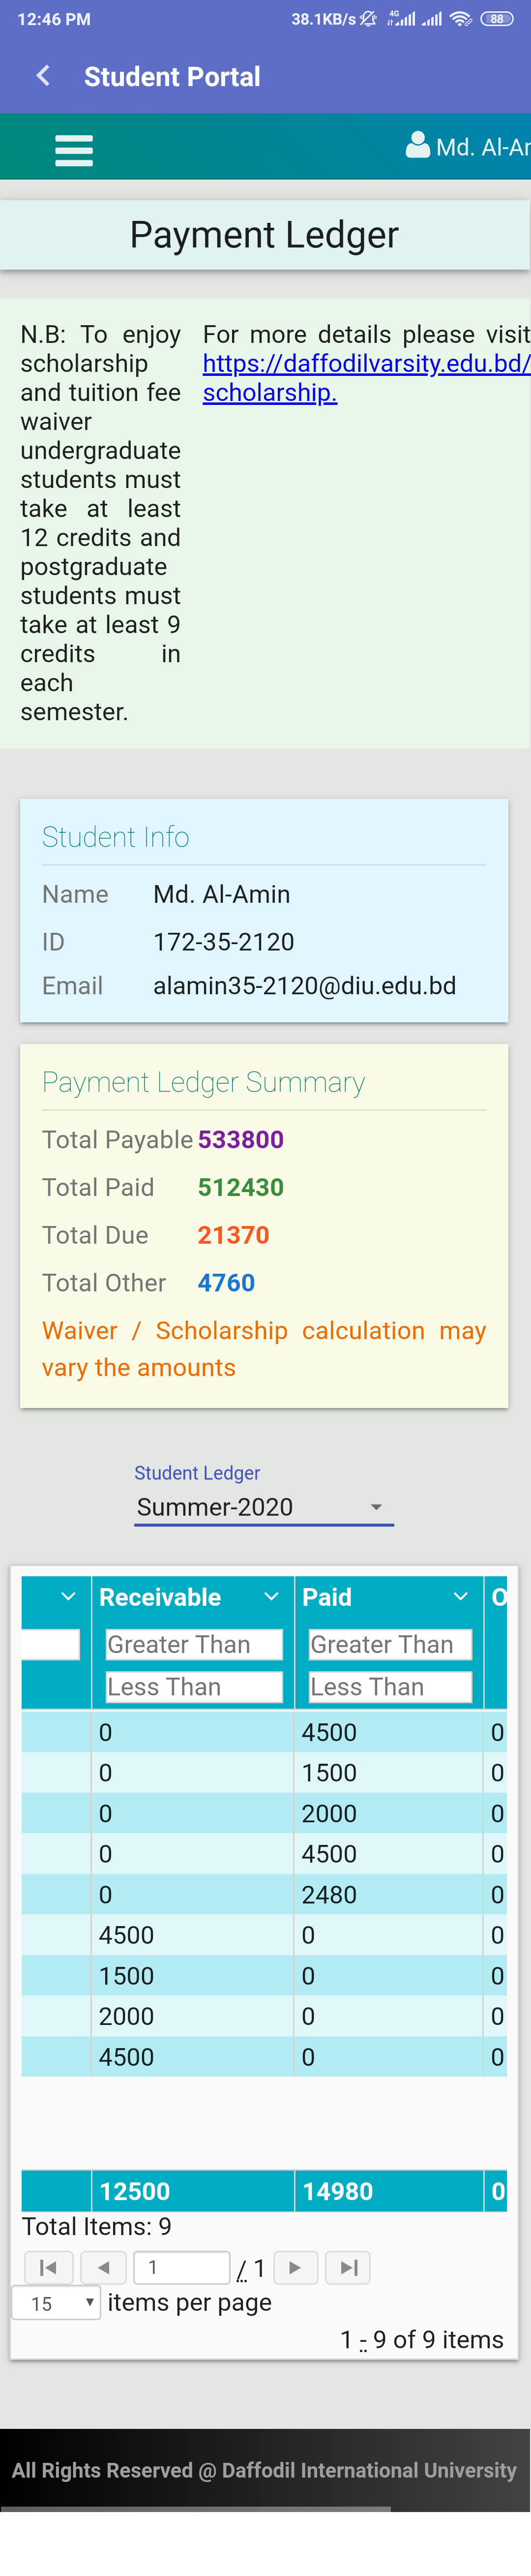 12:46 PM 38.1KB/s 4G 88
Student Portal
Md. Al-Ar
Payment Ledger
N.B: To enjoy
scholarship
and tuition fee
waiver
undergraduate
students must
take at least
12 credits and
postgraduate
students must
take at least 9
credits in
each
semester.
For more details please visit
https://daffodilvarsity.edu.bd/
scholarship.
Student Info
Name Md. Al-Amin
ID 172-35-2120
Email alamin35-2120@diu.edu.bd
Payment Ledger Summary
Total Payable 533800
Total Paid 512430
Total Due 21370
Total Other 4760
Waiver / Scholarship calculation may
vary the amounts
Student Ledger
Summer-2020
Receivable Paid O
Greater Than Greater Than
Less Than Less Than
0 4500 0
0 1500 0
0 2000 0
0 4500 0
0 2480 0
4500 0 0
1500 0 0
2000 0 0
4500 0 0
12500 14980 0
Total Items: 9
1 / 1
15 items per page
1 - 9 of 9 items
All Rights Reserved @ Daffodil International University